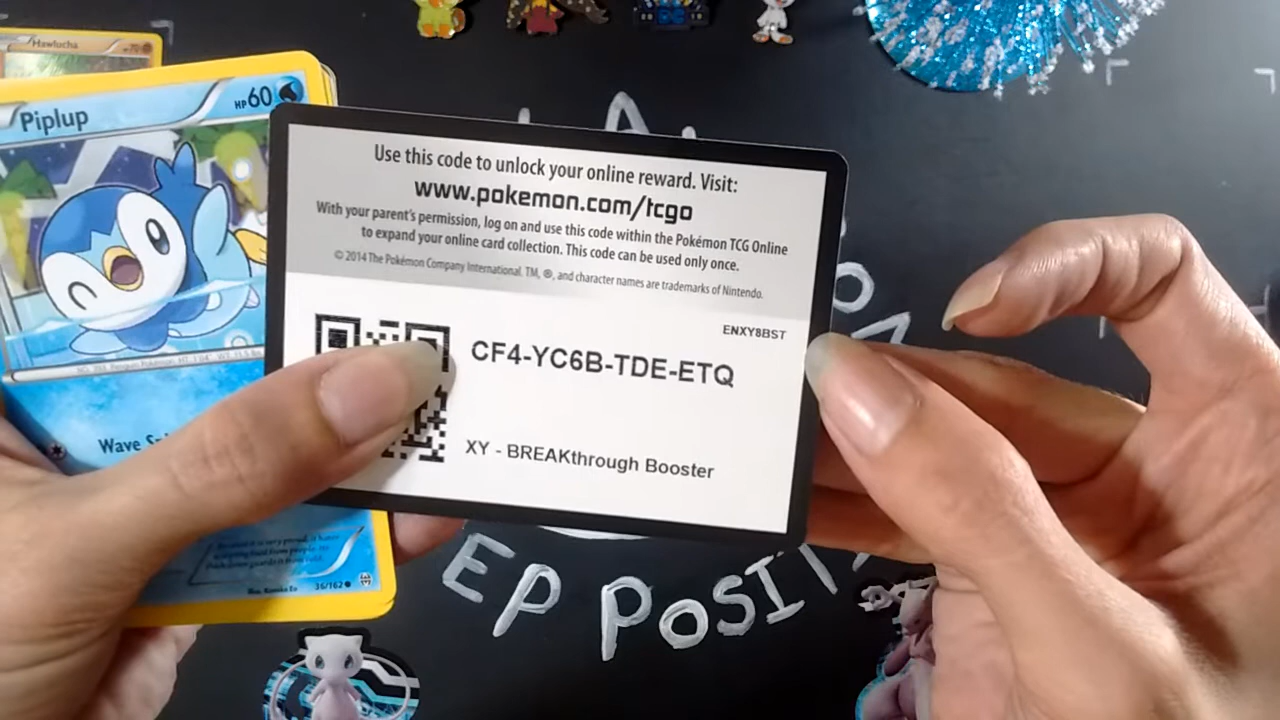 Hawlucha
HP70
Piplup
HP60
Use this code to unlock your online reward. Visit:
www.pokemon.com/tcgo
With your parent's permission, log on and use this code within the Pokémon TCG Online
to expand your online card collection. This code can be used only once.
© 2014 The Pokémon Company International. TM, ®, and character names are trademarks of Nintendo.
ENXY8BST
CF4-YC6B-TDE-ETQ
XY - BREAKthrough Booster
Wave
36/162
EP POSIT